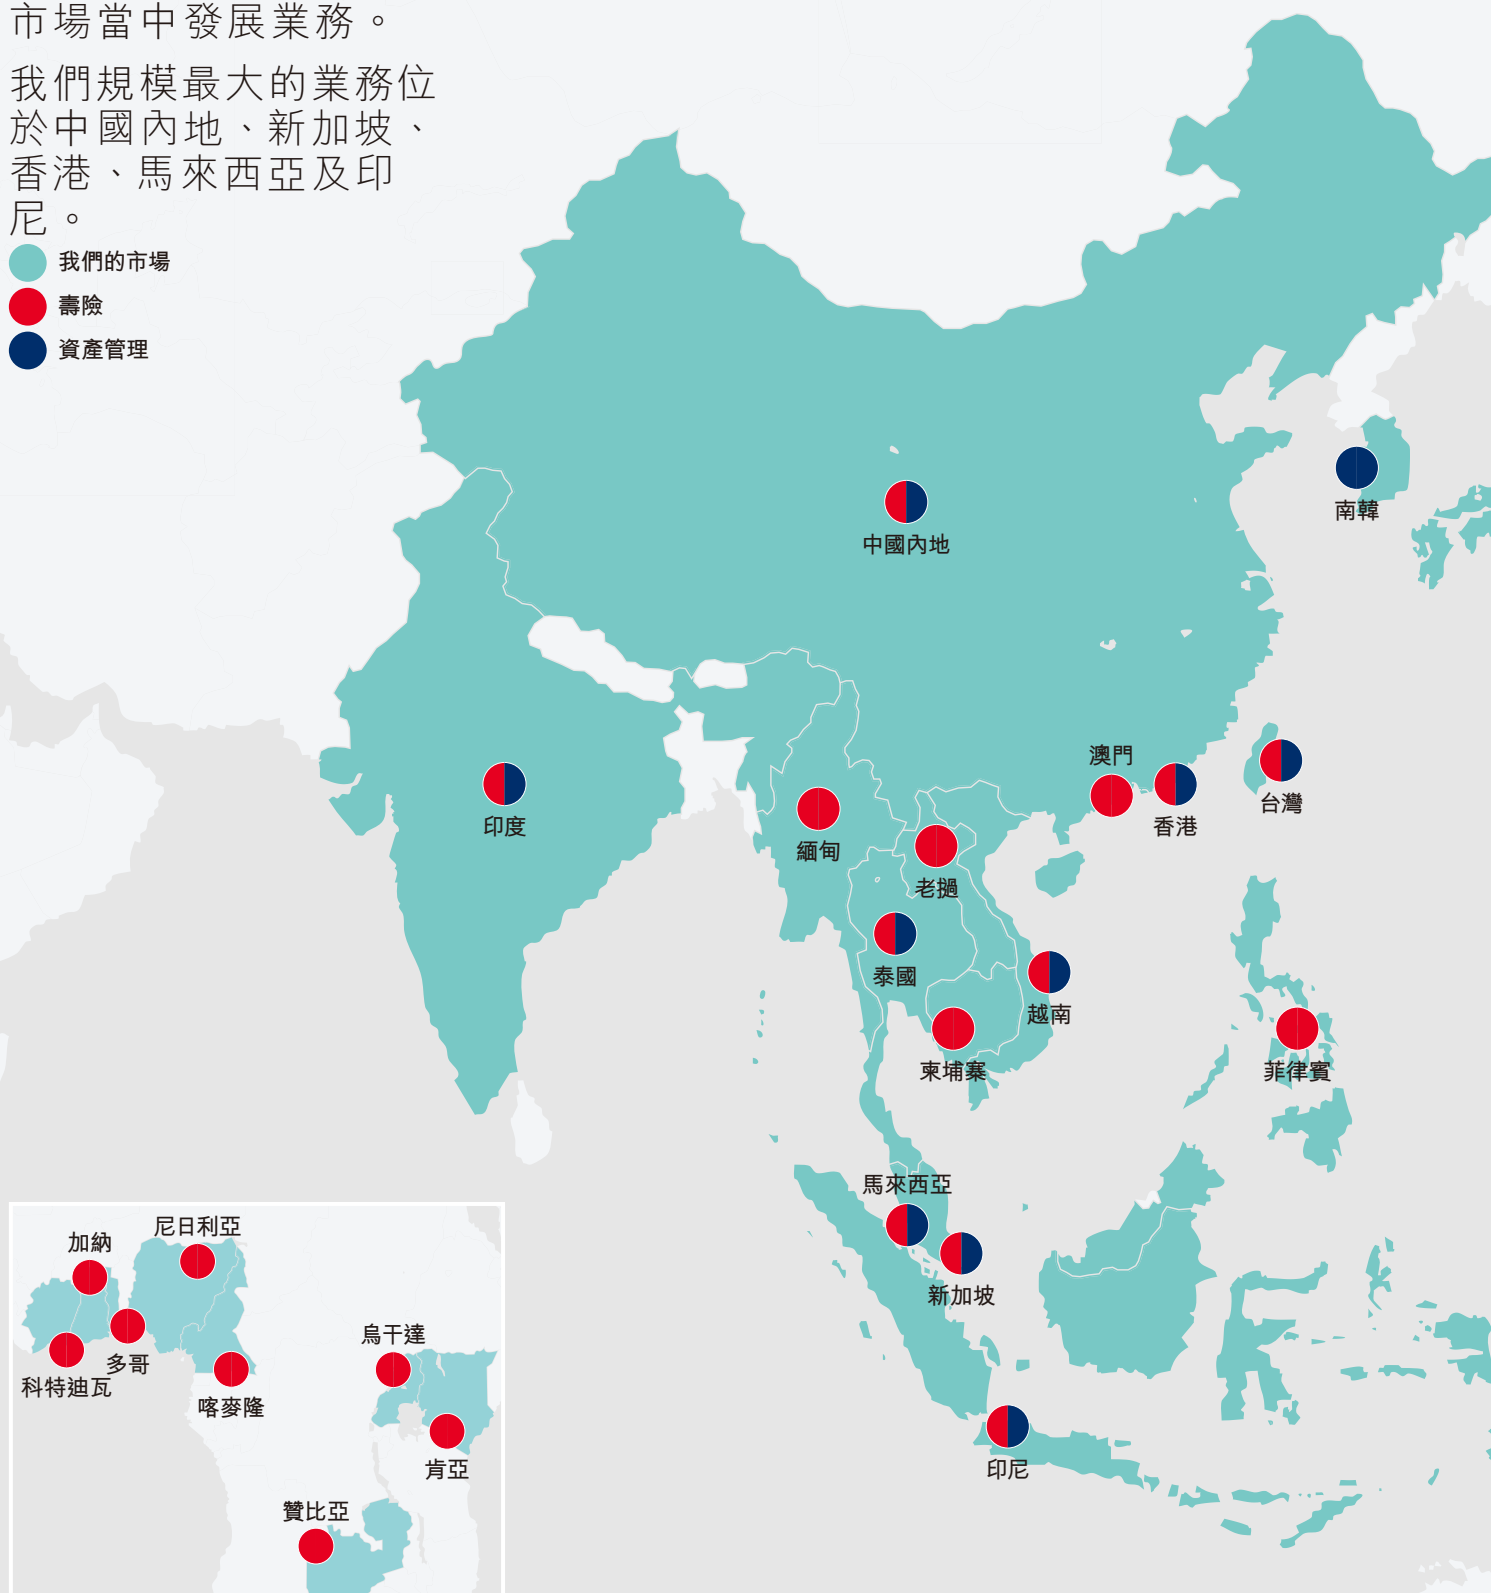 市場當中發展業務。
我們規模最大的業務位
於中國內地、新加坡、
香港、馬來西亞及印
尼。
我們的市場
壽險
資產管理
南韓
中國內地
澳門
香港
台灣
印度
緬甸
老撾
泰國
越南
柬埔寨
菲律賓
馬來西亞
新加坡
印尼
尼日利亞
加納
烏干達
多哥
科特迪瓦
喀麥隆
肯亞
贊比亞